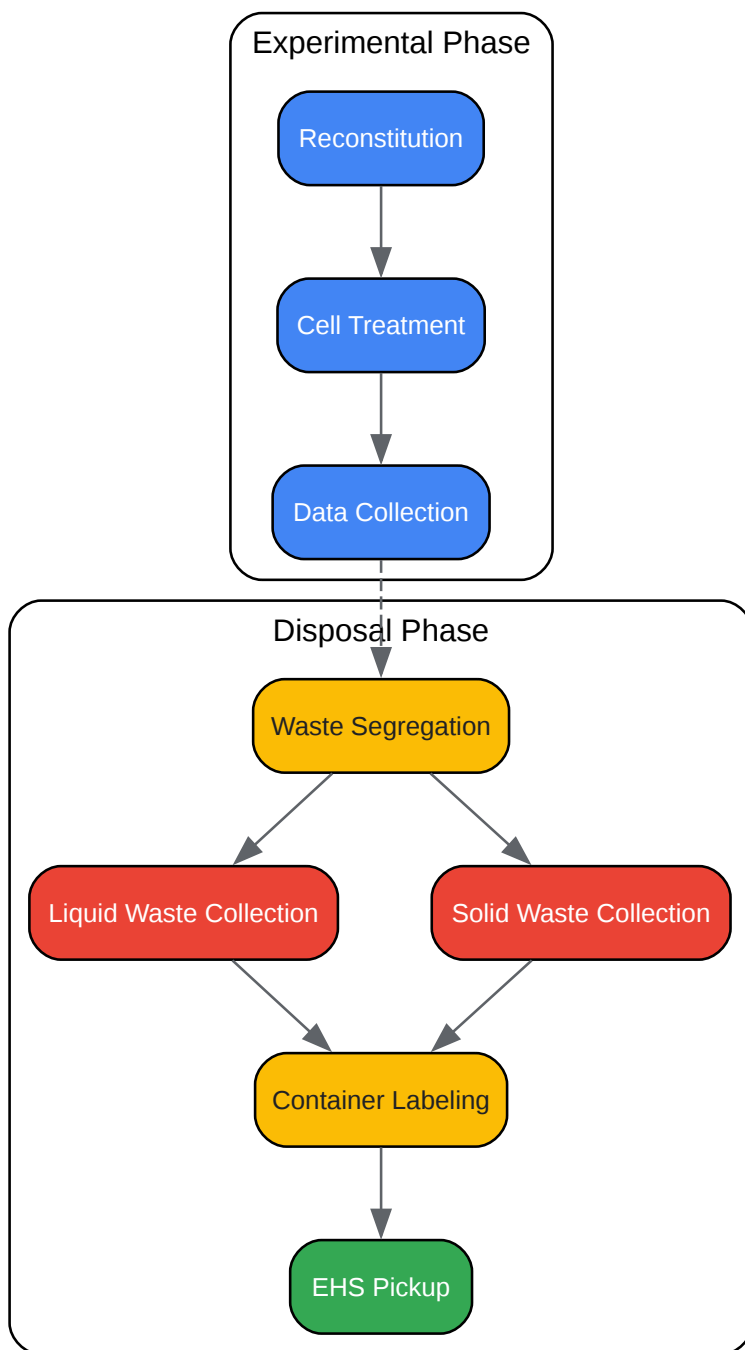 Experimental Phase
Reconstitution
Cell Treatment
Data Collection
Disposal Phase
Waste Segregation
Liquid Waste Collection
Solid Waste Collection
Container Labeling
EHS Pickup